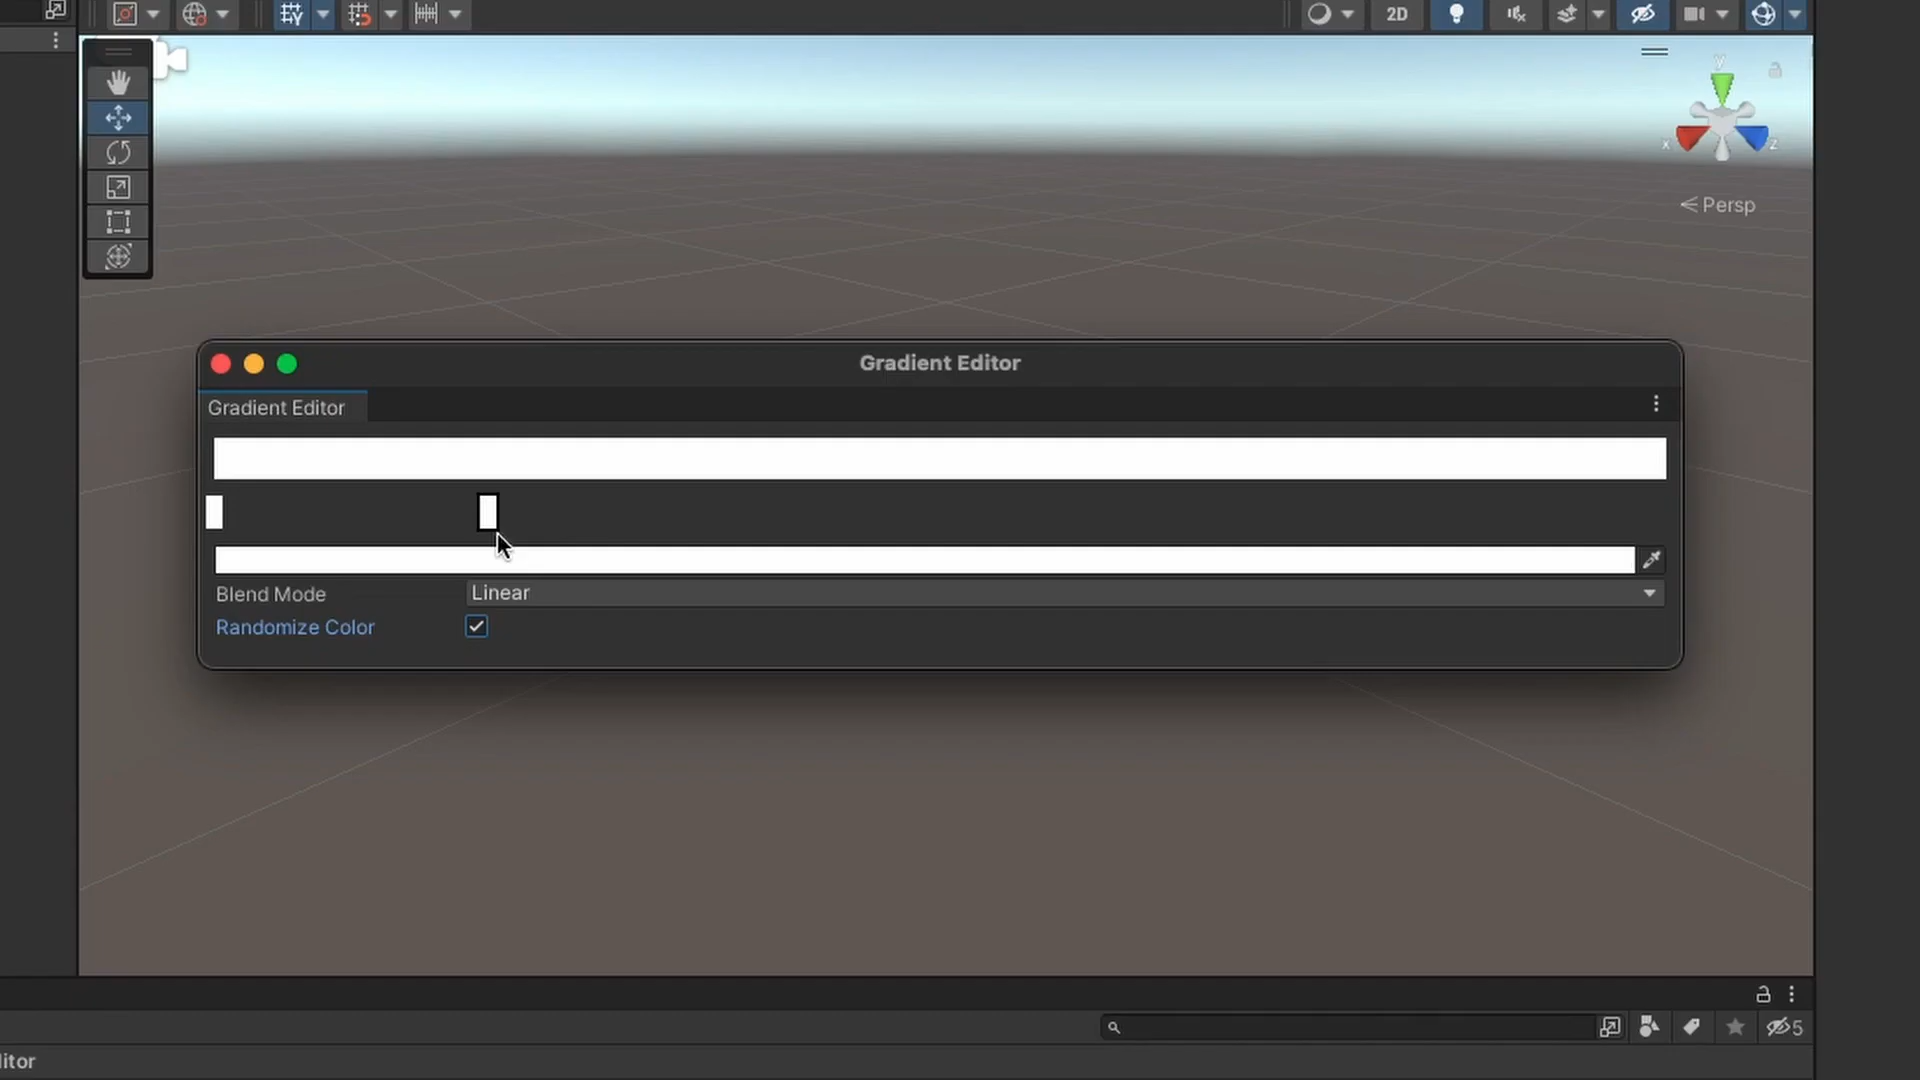 2D
y
x
z
Persp
Gradient Editor
Gradient Editor
Blend Mode
Linear
Randomize Color
5
litor